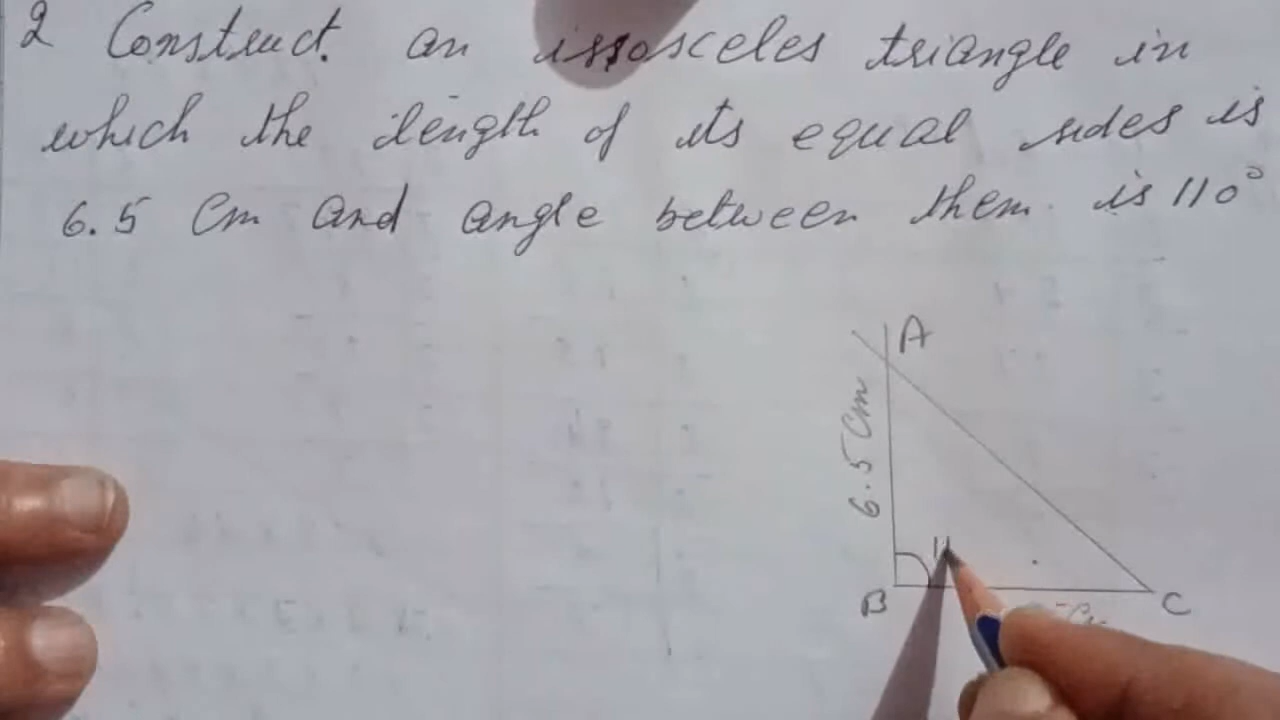 2 Construct. an issosceles triangle in
which the length of its equal sides is
6.5 Cm and angle between them is 110°
A
6.5 Cm
11
B
C